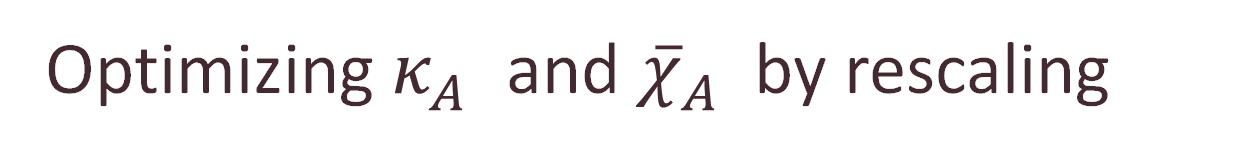 Optimizing κ_A and χ̄_A by rescaling